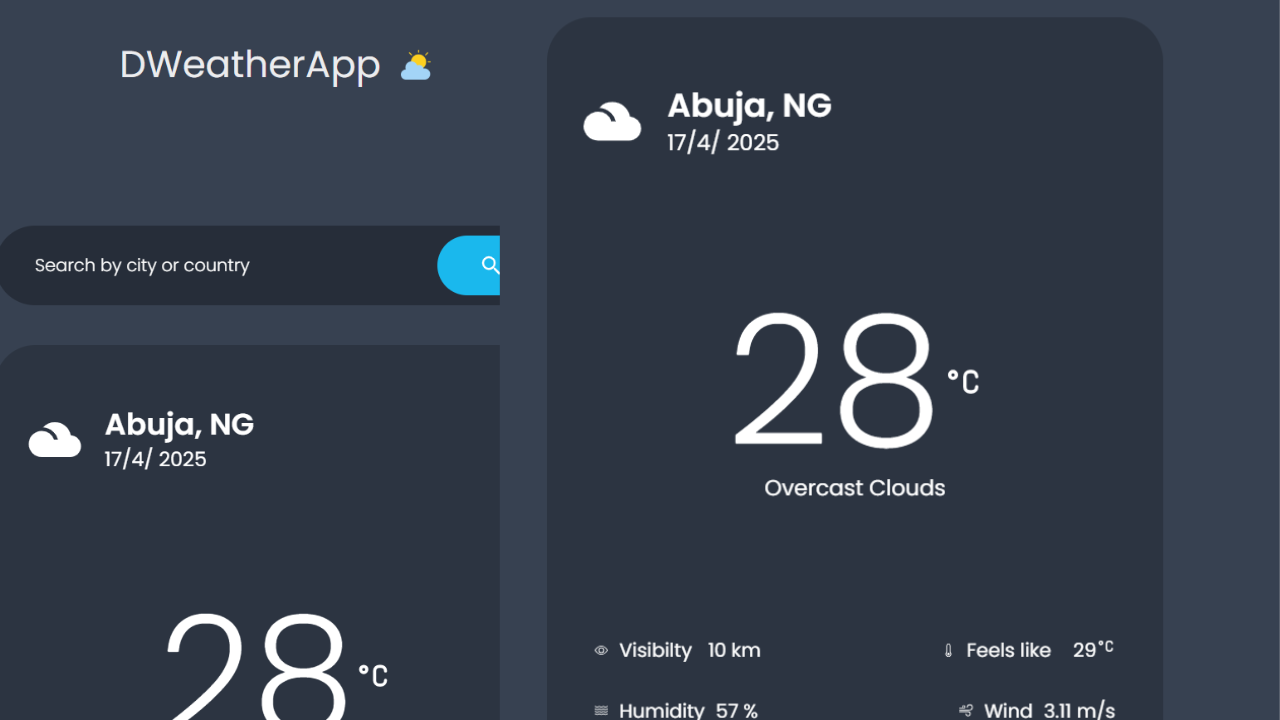 DWeatherApp
Search by city or country
Abuja, NG
17/4/ 2025
28 °C
Abuja, NG
17/4/ 2025
28 °C
Overcast Clouds
Visibilty 10 km
Feels like 29°C
Humidity 57 %
Wind 3.11 m/s